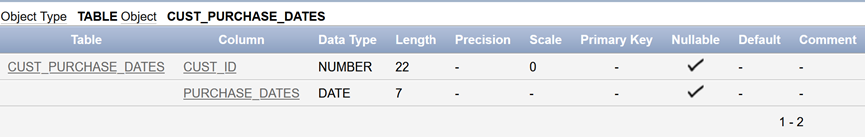 Object Type TABLE Object CUST_PURCHASE_DATES
Table Column Data Type Length Precision Scale Primary Key Nullable Default Comment
CUST_PURCHASE_DATES CUST_ID NUMBER 22 - 0 - ✓ - -
PURCHASE_DATES DATE 7 - - - ✓ - -
1 - 2